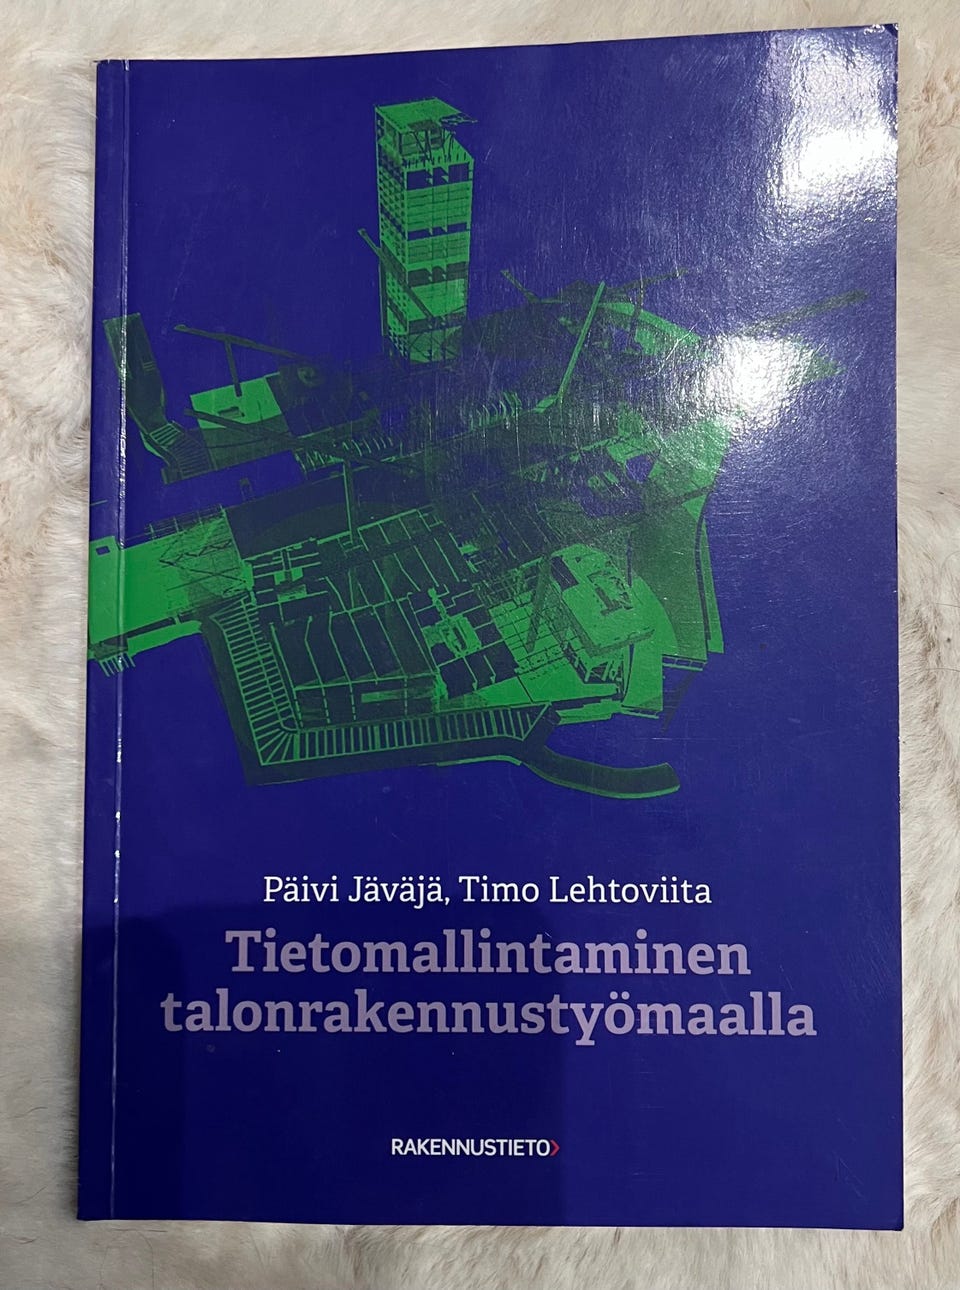 Päivi Jäväjä, Timo Lehtoviita
Tietomallintaminen
talonrakennustyömaalla
RAKENNUSTIETO>